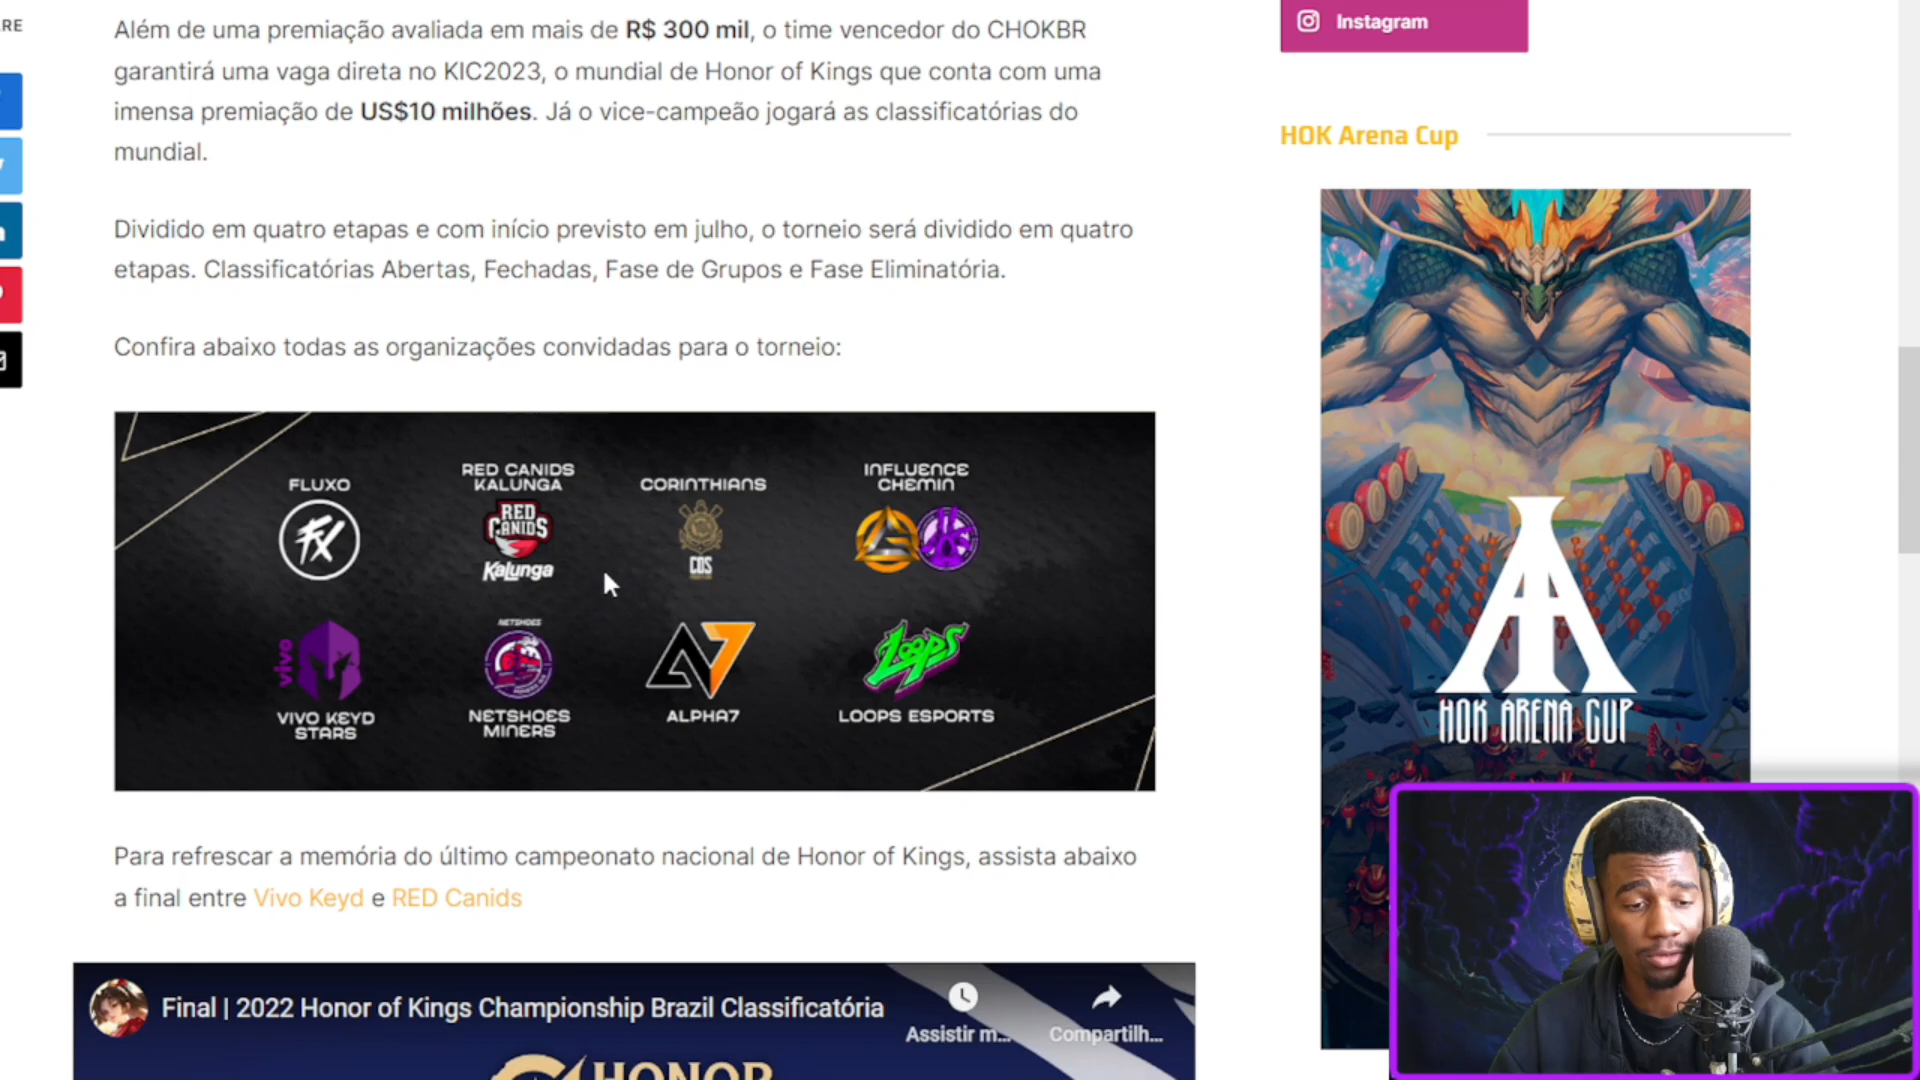 RE
Além de uma premiação avaliada em mais de R$ 300 mil, o time vencedor do CHOKBR
garantirá uma vaga direta no KIC2023, o mundial de Honor of Kings que conta com uma
imensa premiação de US$10 milhões. Já o vice-campeão jogará as classificatórias do
mundial.
Dividido em quatro etapas e com início previsto em julho, o torneio será dividido em quatro
etapas. Classificatórias Abertas, Fechadas, Fase de Grupos e Fase Eliminatória.
Confira abaixo todas as organizações convidadas para o torneio:
FLUXO
FX
RED CANIDS
KALUNGA
RED
CANIDS
Kalunga
CORINTHIANS
INFLUENCE
CHEMIN
vivo
VIVO KEYD
STARS
NETSHOES
NETSHOES
MINERS
A7
ALPHA7
LOOPS
LOOPS ESPORTS
Para refrescar a memória do último campeonato nacional de Honor of Kings, assista abaixo
a final entre Vivo Keyd e RED Canids
Final | 2022 Honor of Kings Championship Brazil Classificatória
Assistir m...
Compartilh...
HONOR
Instagram
HOK Arena Cup
HOK ARENA CUP